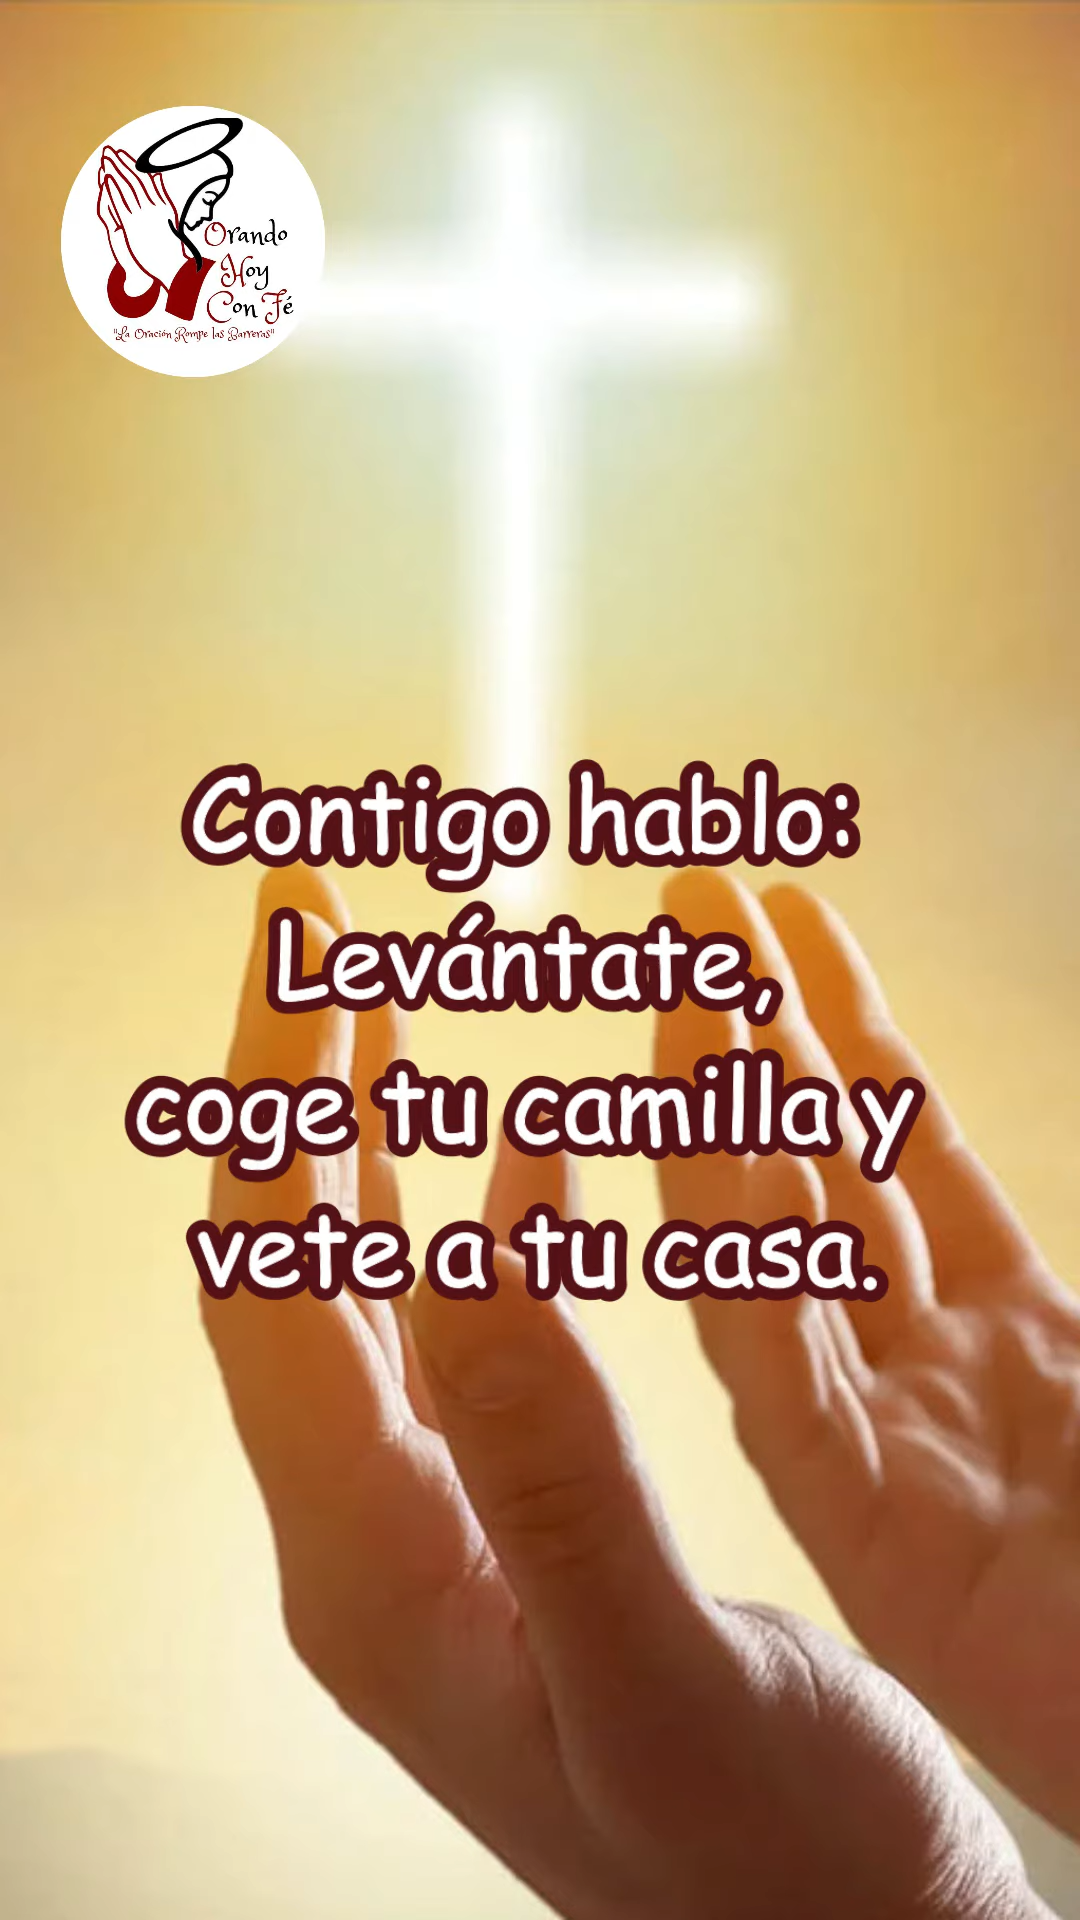 Orando
Hoy
Con Fé
"La Oración Rompe las Barreras"
Contigo hablo:
Levántate,
coge tu camilla y
vete a tu casa.